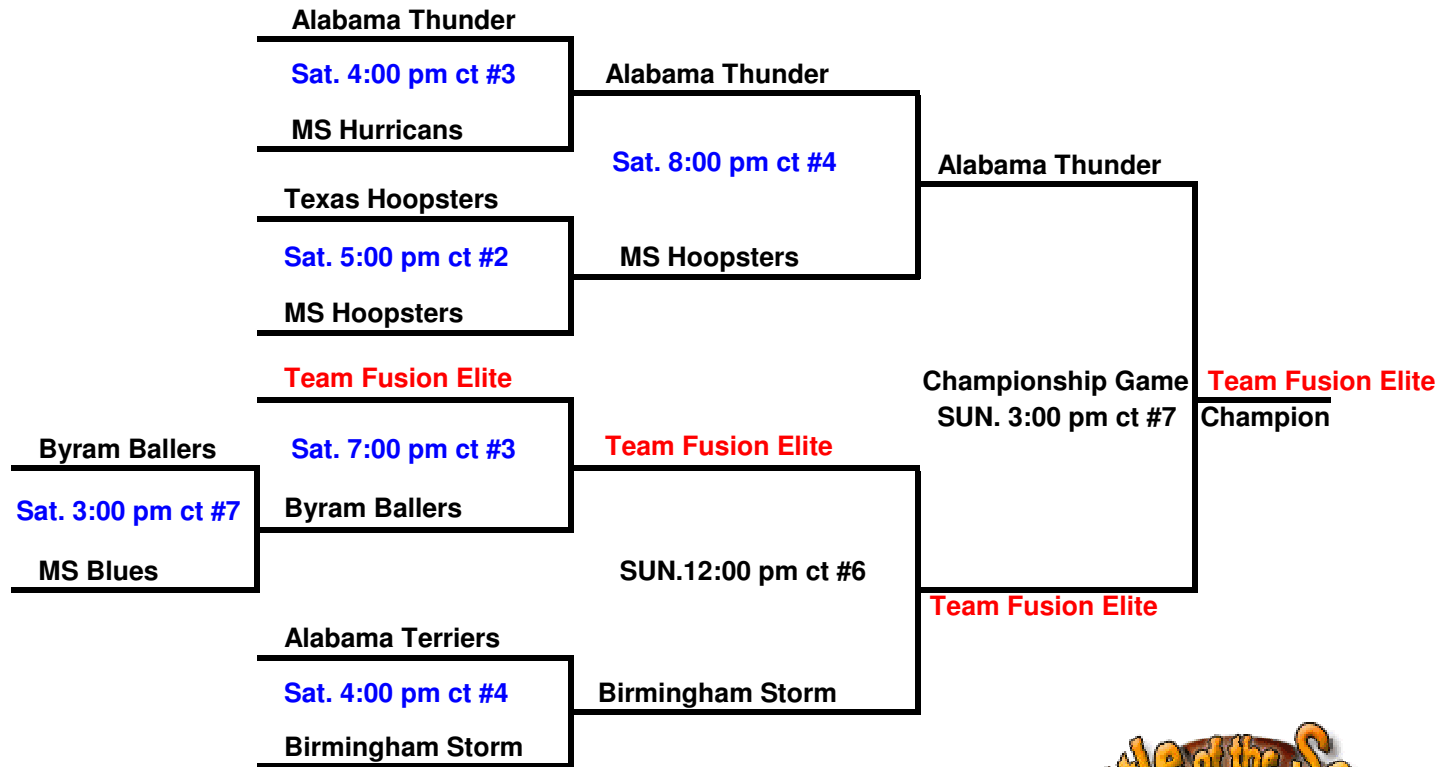 Alabama Thunder
Sat. 4:00 pm ct #3
MS Hurricans
Alabama Thunder
Sat. 8:00 pm ct #4
Alabama Thunder
Texas Hoopsters
Sat. 5:00 pm ct #2
MS Hoopsters
MS Hoopsters
Team Fusion Elite
Championship Game
SUN. 3:00 pm ct #7
Team Fusion Elite
Champion
Byram Ballers
Sat. 3:00 pm ct #7
MS Blues
Sat. 7:00 pm ct #3
Byram Ballers
Team Fusion Elite
SUN.12:00 pm ct #6
Team Fusion Elite
Alabama Terriers
Sat. 4:00 pm ct #4
Birmingham Storm
Birmingham Storm
of the